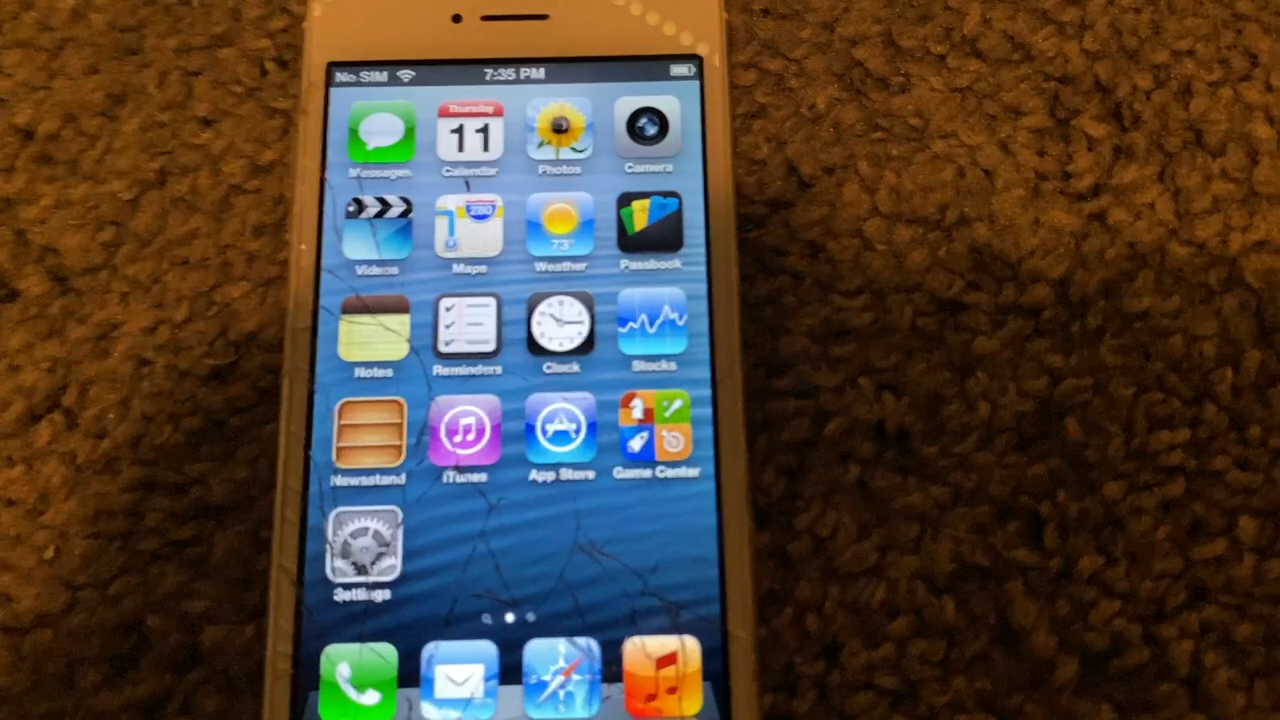 No SIM 7:35 PM
Thursday
11
Messages Calendar Photos Camera
280
73°
Videos Maps Weather Passbook
Notes Reminders Clock Stocks
Newsstand iTunes App Store Game Center
Settings